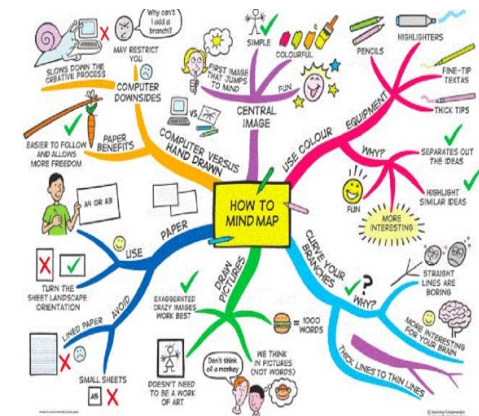 HOW TO
MIND MAP
CENTRAL
IMAGE
SIMPLE
COLOURFUL
FUN
FIRST IMAGE
THAT JUMPS
TO MIND
USE COLOUR
EQUIPMENT
PENCILS
HIGHLIGHTERS
FINE-TIP
TEXTAS
THICK TIPS
WHY?
SEPARATES OUT
THE IDEAS
HIGHLIGHT
SIMILAR IDEAS
MORE
INTERESTING
FUN
CURVE YOUR
BRANCHES
WHY?
?
STRAIGHT
LINES ARE
BORING
MORE INTERESTING
FOR YOUR BRAIN
THICK LINES TO THIN LINES
DRAW
PICTURES
= 1000
WORDS
WE THINK
IN PICTURES
(NOT WORDS)
Don't think
of a monkey
DOESN'T NEED
TO BE A WORK
OF ART
EXAGGERATED
CRAZY IMAGES
WORK BEST
PAPER
USE
A4 OR A3
TURN THE
SHEET LANDSCAPE
ORIENTATION
AVOID
LINED PAPER
SMALL SHEETS
A5
COMPUTER VERSUS
HAND DRAWN
VS
PAPER
BENEFITS
EASIER TO FOLLOW
AND ALLOWS
MORE FREEDOM
COMPUTER
DOWNSIDES
SLOWS DOWN THE
CREATIVE PROCESS
MAY RESTRICT
YOU
Why can't
I add a
branch?